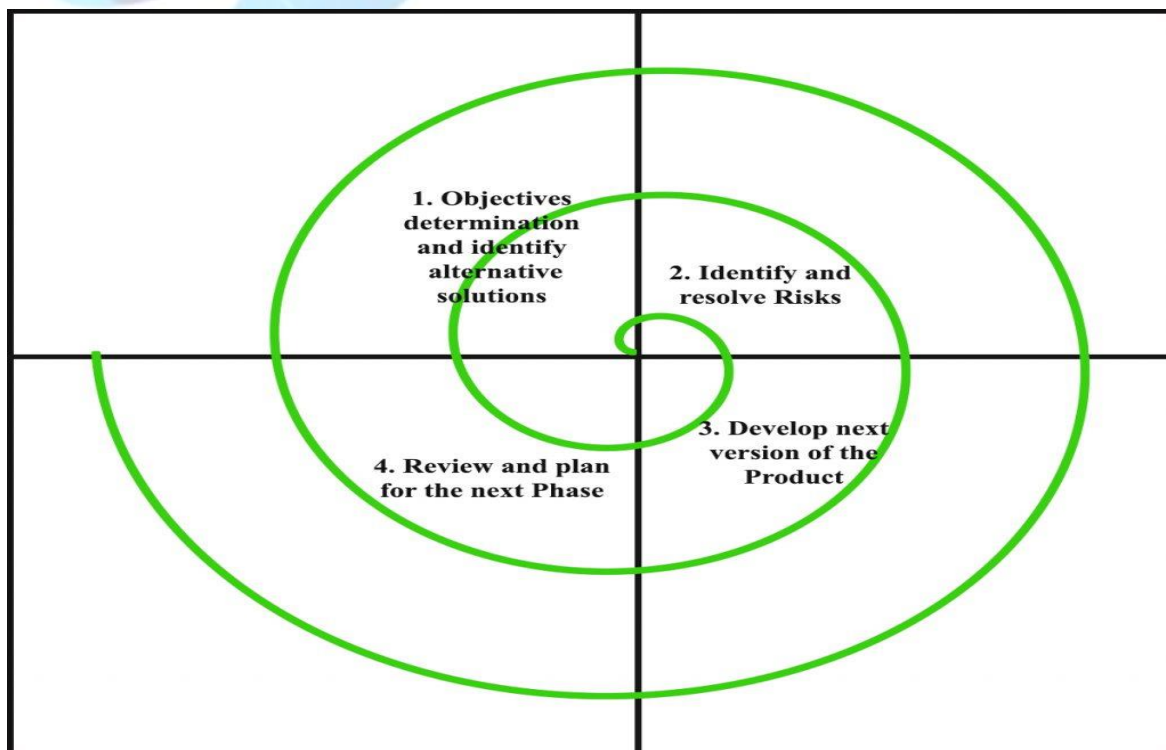 1. Objectives
determination
and identify
alternative
solutions
2. Identify and
resolve Risks
3. Develop next
version of the
Product
4. Review and plan
for the next Phase